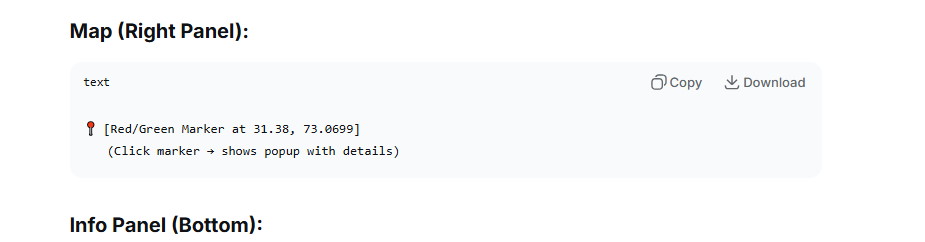 Map (Right Panel):
text
Copy
Download
📍 [Red/Green Marker at 31.38, 73.0699]
(Click marker → shows popup with details)
Info Panel (Bottom):